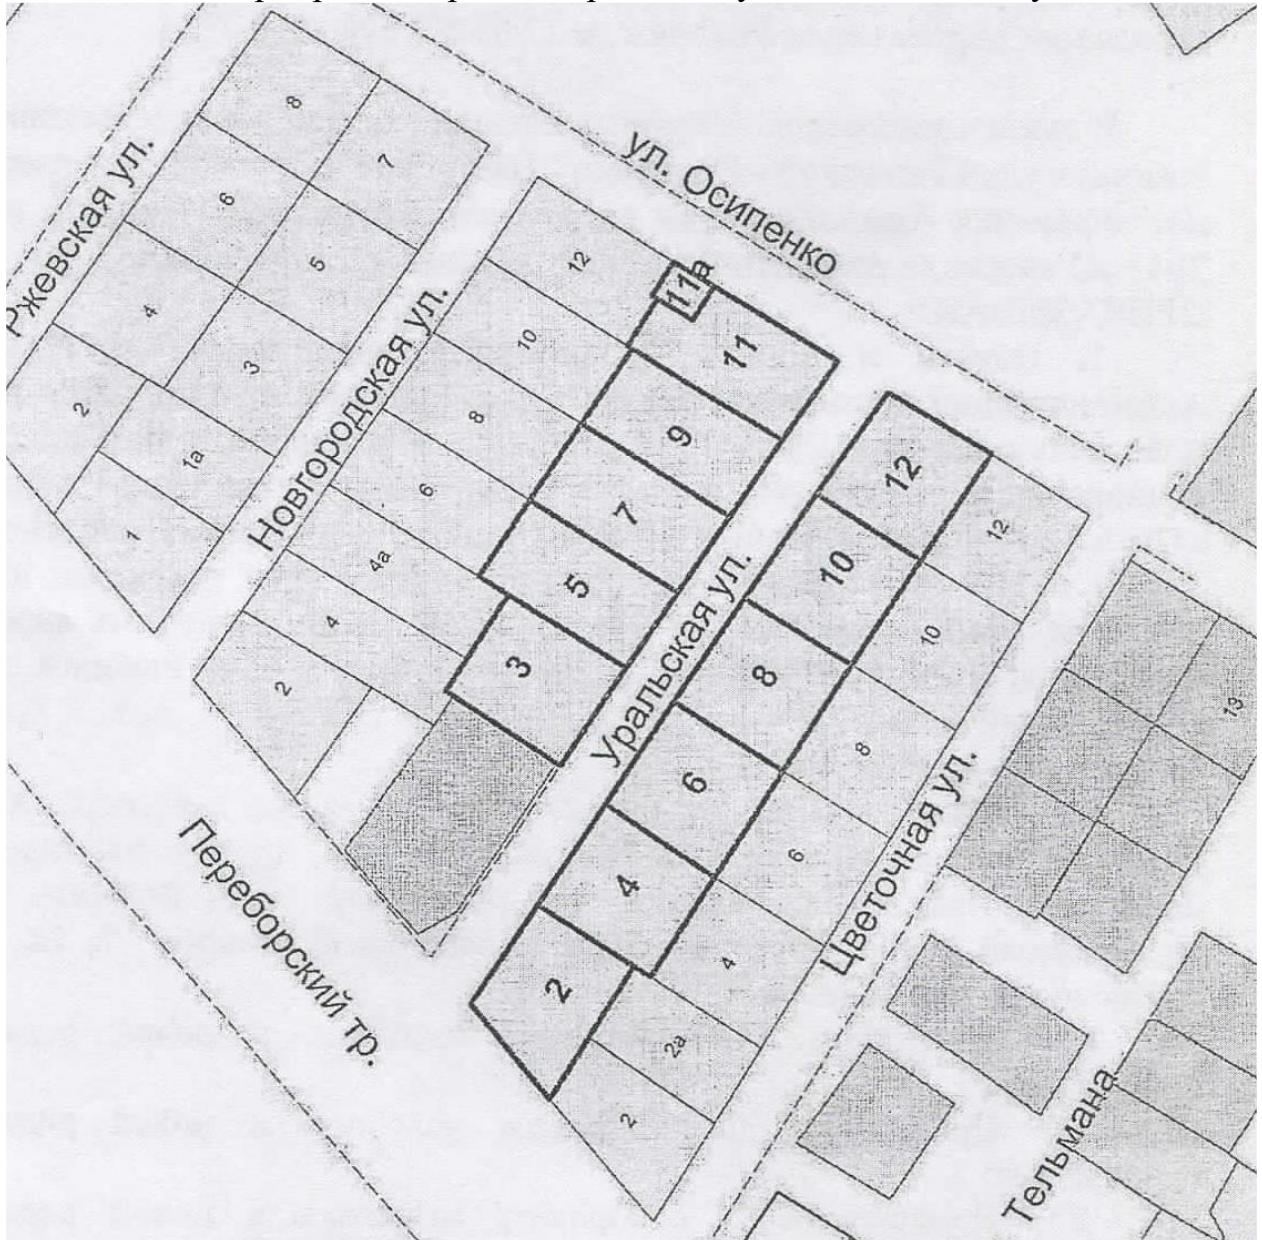 ул. Осипенко
Ржевская ул.
8
7
6
5
4
3
2
1а
1
Новгородская ул.
12
10
8
6
4а
4
2
11а
11
9
7
5
3
Уральская ул.
12
10
8
6
4
2
12
10
8
6
4
2а
2
Цветочная ул.
13
Переборский тр.
Тельмана